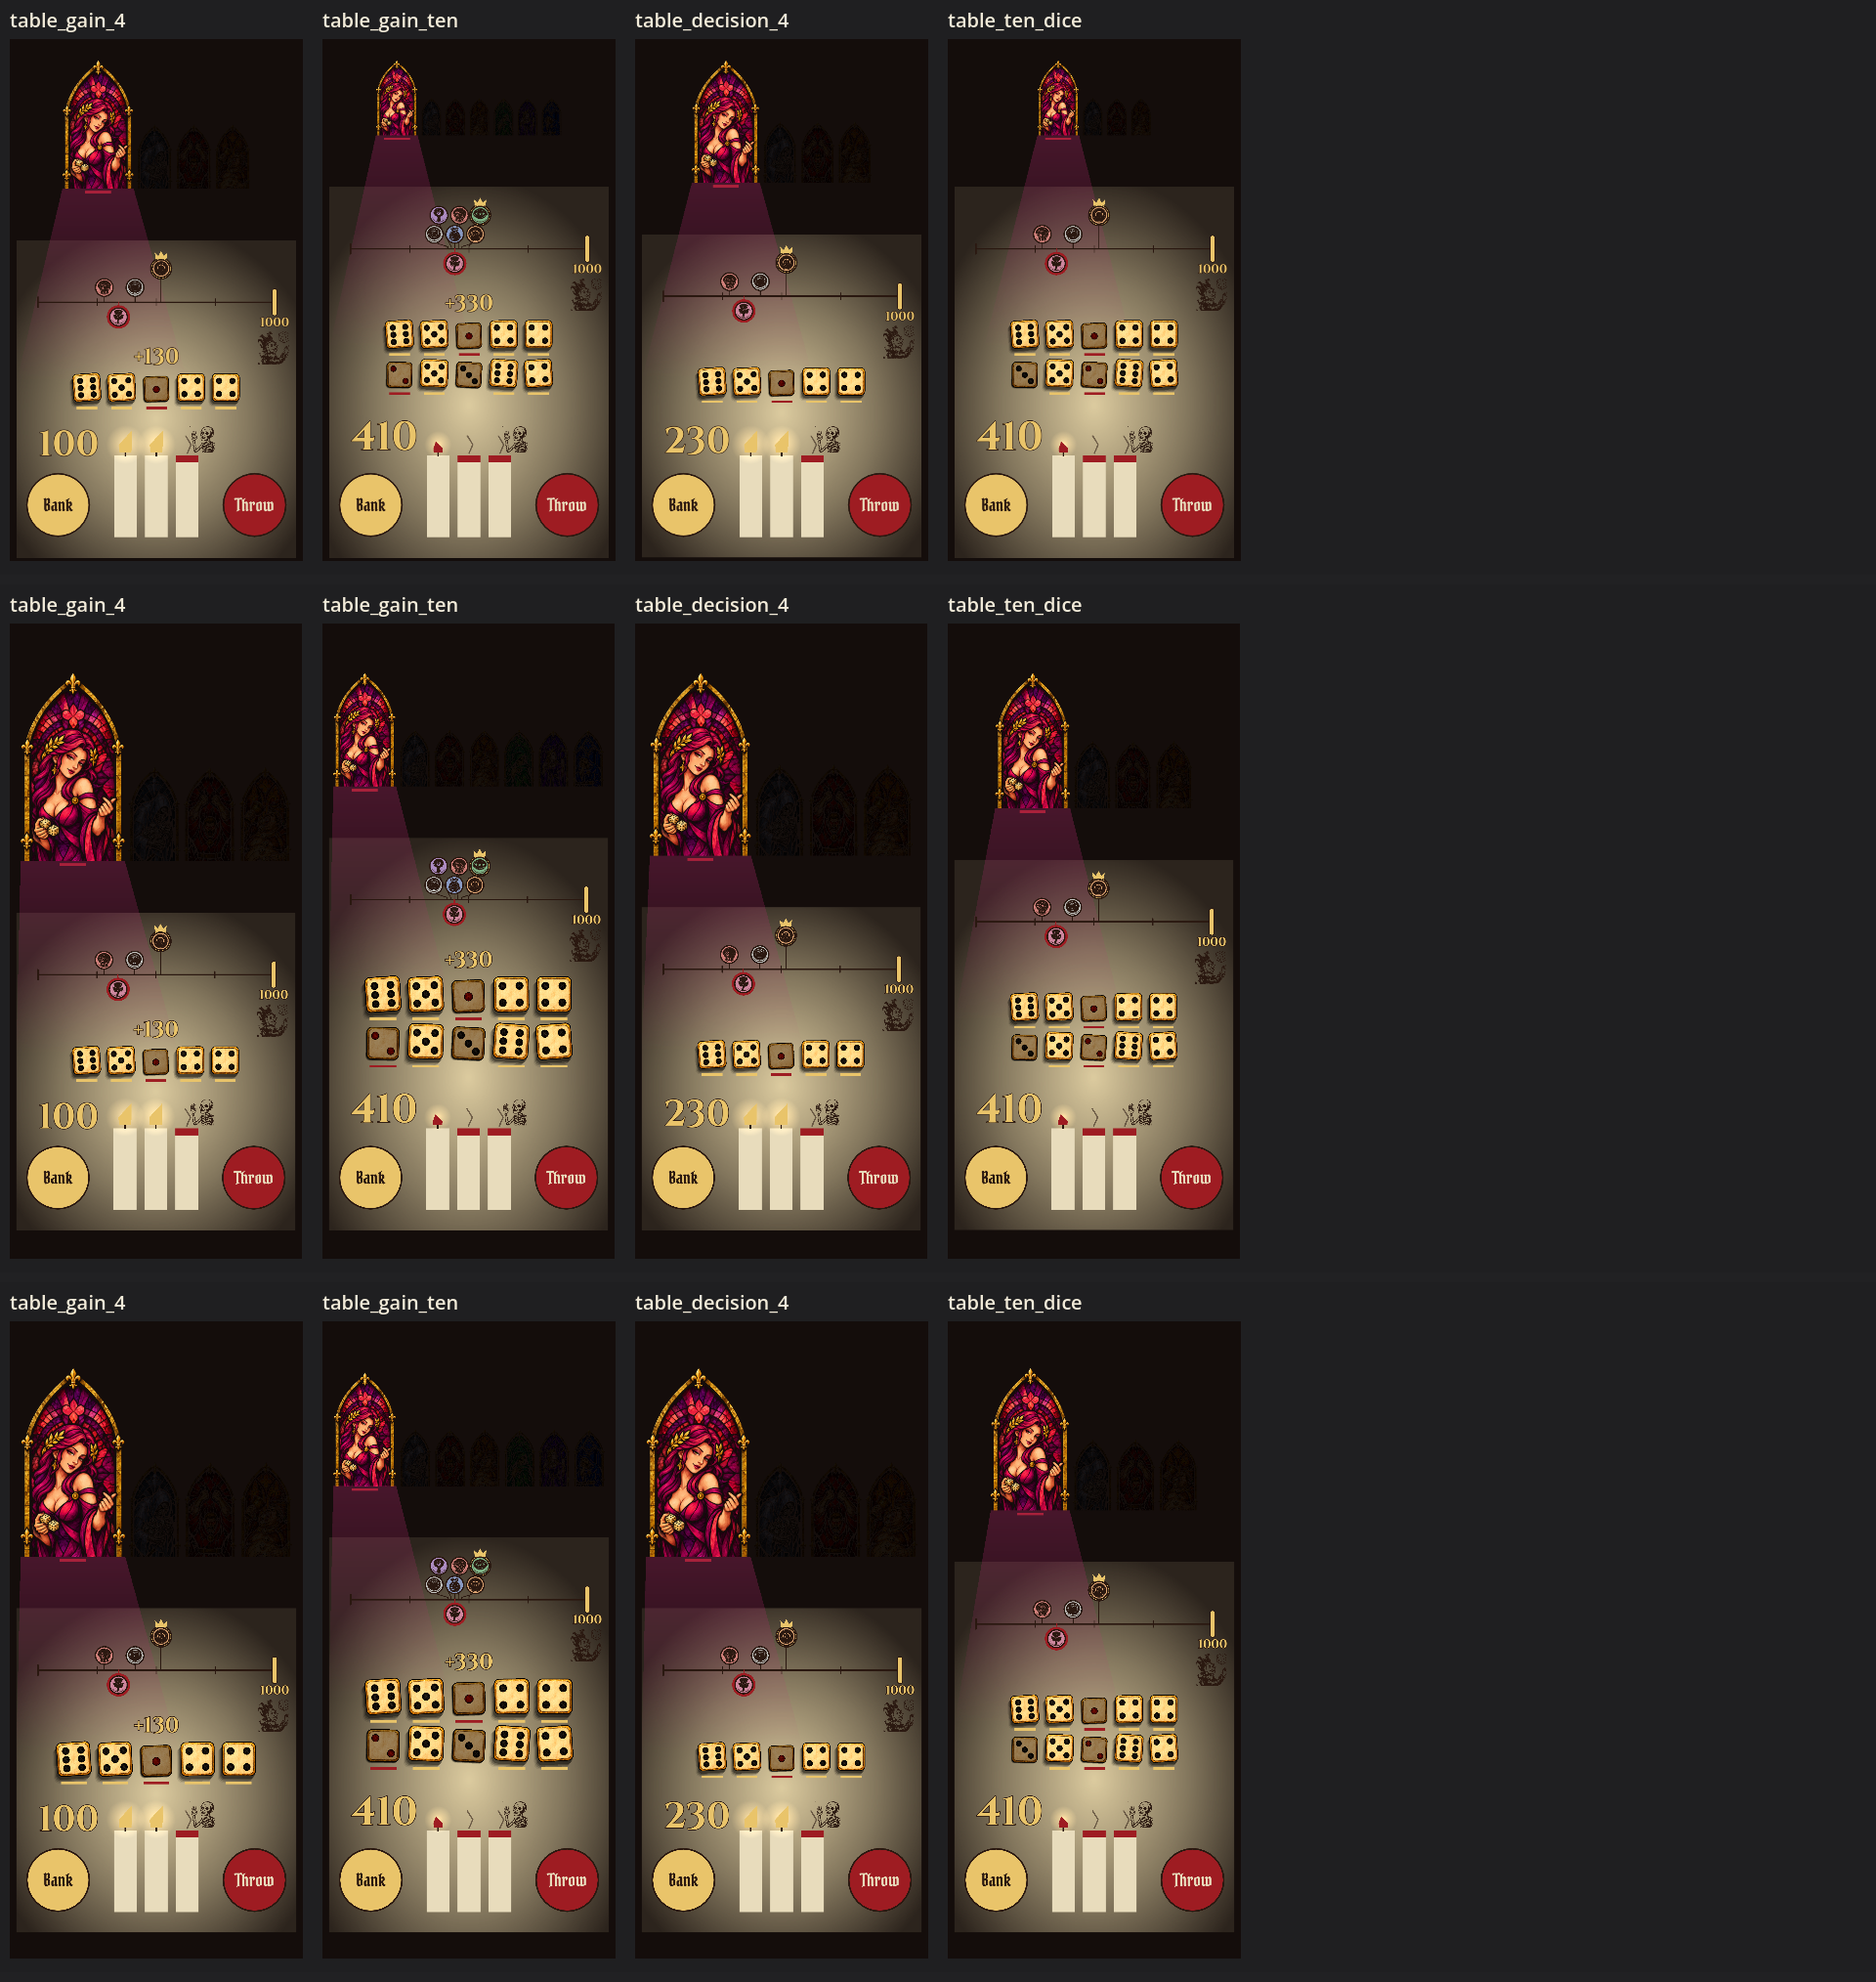 table_gain_4
table_gain_ten
table_decision_4
table_ten_dice
1000
+130
100
Bank
Throw
1000
+330
410
Bank
Throw
1000
230
Bank
Throw
1000
410
Bank
Throw
table_gain_4
table_gain_ten
table_decision_4
table_ten_dice
1000
+130
100
Bank
Throw
1000
+330
410
Bank
Throw
1000
230
Bank
Throw
1000
410
Bank
Throw
table_gain_4
table_gain_ten
table_decision_4
table_ten_dice
1000
+130
100
Bank
Throw
1000
+330
410
Bank
Throw
1000
230
Bank
Throw
1000
410
Bank
Throw